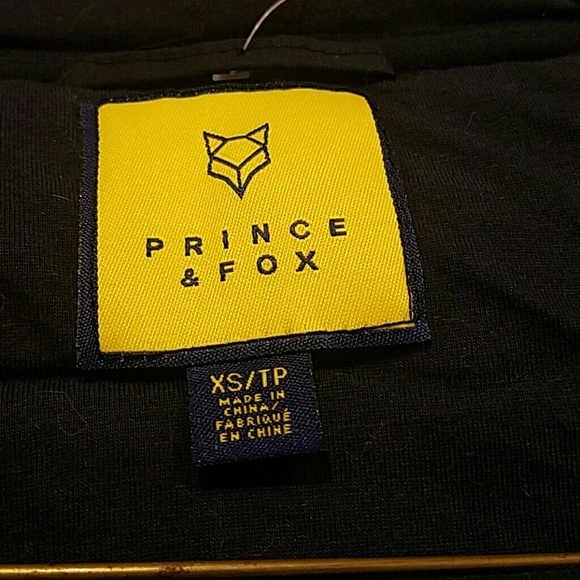 PRINCE
& FOX
XS/TP
MADE IN
CHINA/
FABRIQUÉ
EN CHINE